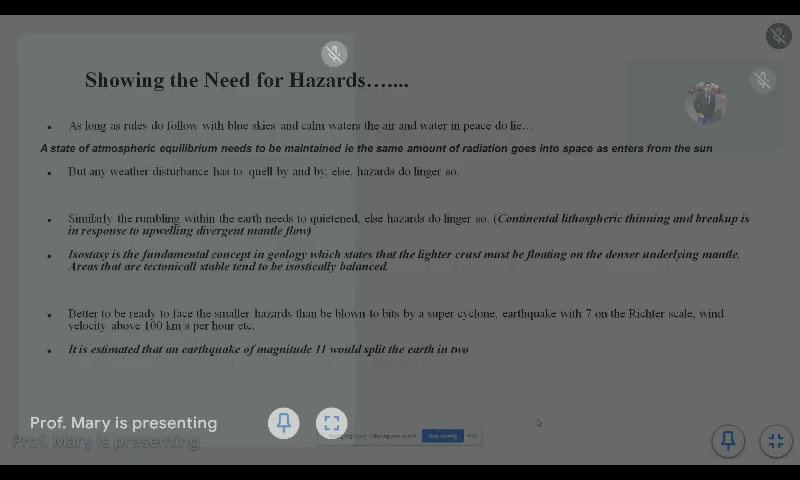 Showing the Need for Hazards…....
As long as rules do follow with blue skies and calm waters the air and water in peace do lie…
A state of atmospheric equilibrium needs to be maintained ie the same amount of radiation goes into space as enters from the sun
But any weather disturbance has to quell by and by, else, hazards do linger so.
Similarly the rumbling within the earth needs to quietened, else hazards do linger so. (Continental lithospheric thinning and breakup is
in response to upwelling divergent mantle flow)
Isostasy is the fundamental concept in geology which states that the lighter crust must be floating on the denser underlying mantle.
Areas that are tectonicall stable tend to be isostically balanced.
Better to be ready to face the smaller hazards than be blown to bits by a super cyclone, earthquake with 7 on the Richter scale, wind
velocity above 100 km s per hour etc.
It is estimated that an earthquake of magnitude 11 would split the earth in two
Prof. Mary is presenting
Prof. Mary is presenting
is sharing your screen. Stop sharing Hide